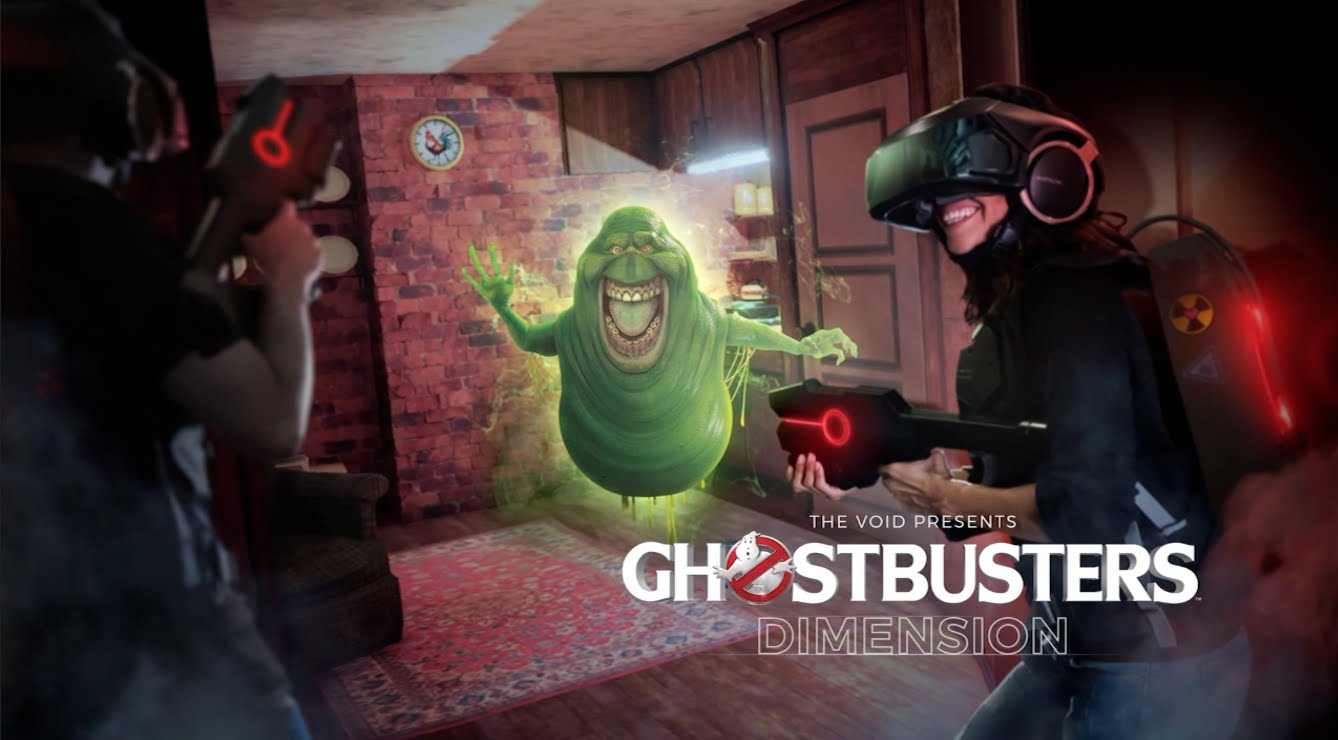 THE VOID PRESENTS
GHOSTBUSTERS
DIMENSION